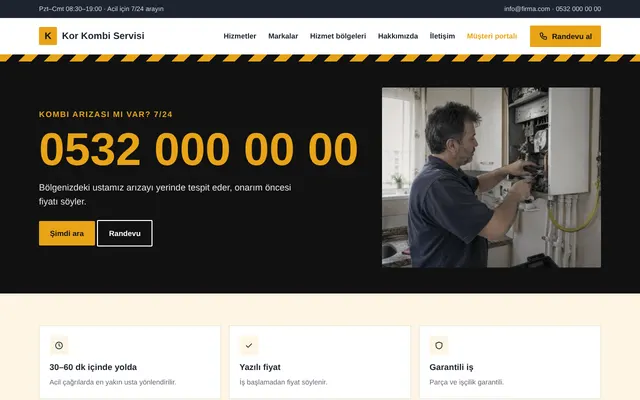 Pzt–Cmt 08:30–19:00 · Acil için 7/24 arayın
info@firma.com · 0532 000 00 00
K
Kor Kombi Servisi
Hizmetler
Markalar
Hizmet bölgeleri
Hakkımızda
İletişim
Müşteri portalı
Randevu al
KOMBI ARIZASI MI VAR? 7/24
0532 000 00 00
Bölgenizdeki ustamız arızayı yerinde tespit eder, onarım öncesi
fiyatı söyler.
Şimdi ara
Randevu
30–60 dk içinde yolda
Acil çağrılarda en yakın usta yönlendirilir.
Yazılı fiyat
İş başlamadan fiyat söylenir.
Garantili iş
Parça ve işçilik garantili.